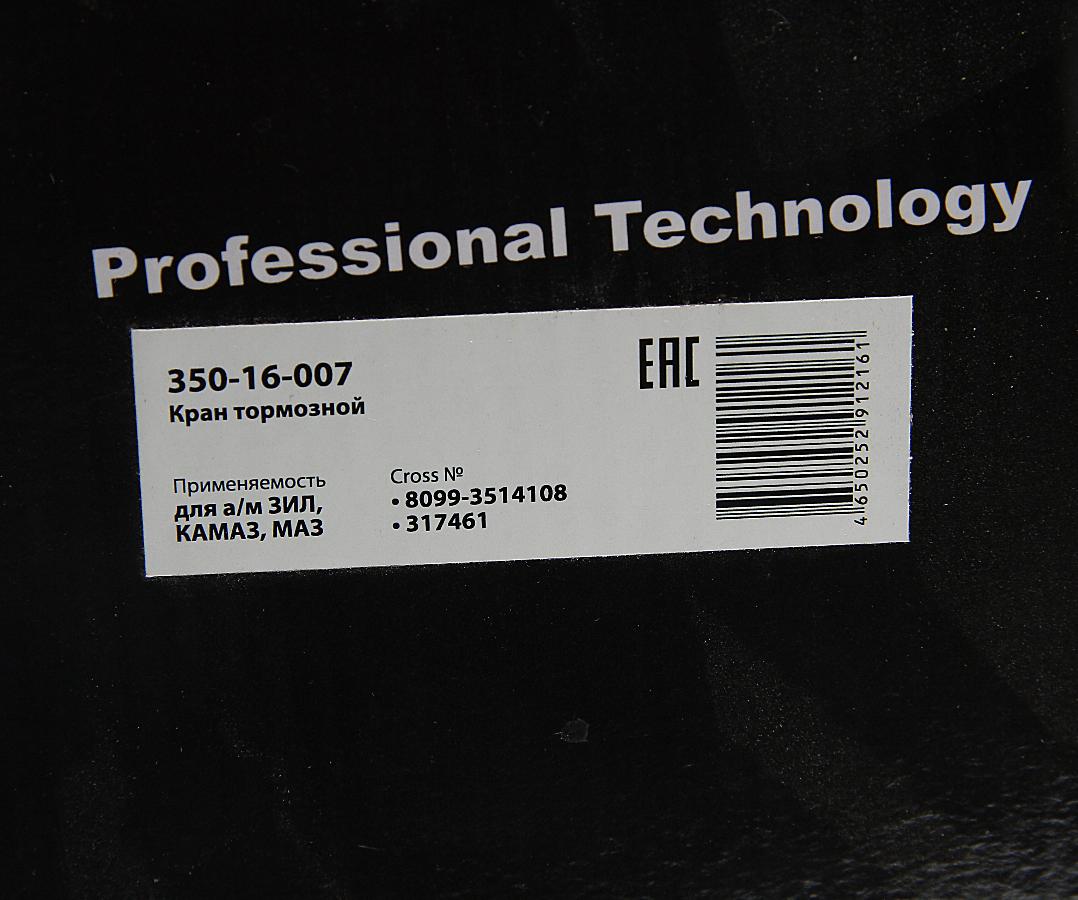 Professional Technology
350-16-007
Кран тормозной
EAC
Применяемость
для а/м ЗИЛ,
КАМАЗ, МАЗ
Cross №
• 8099-3514108
• 317461
4650252912161